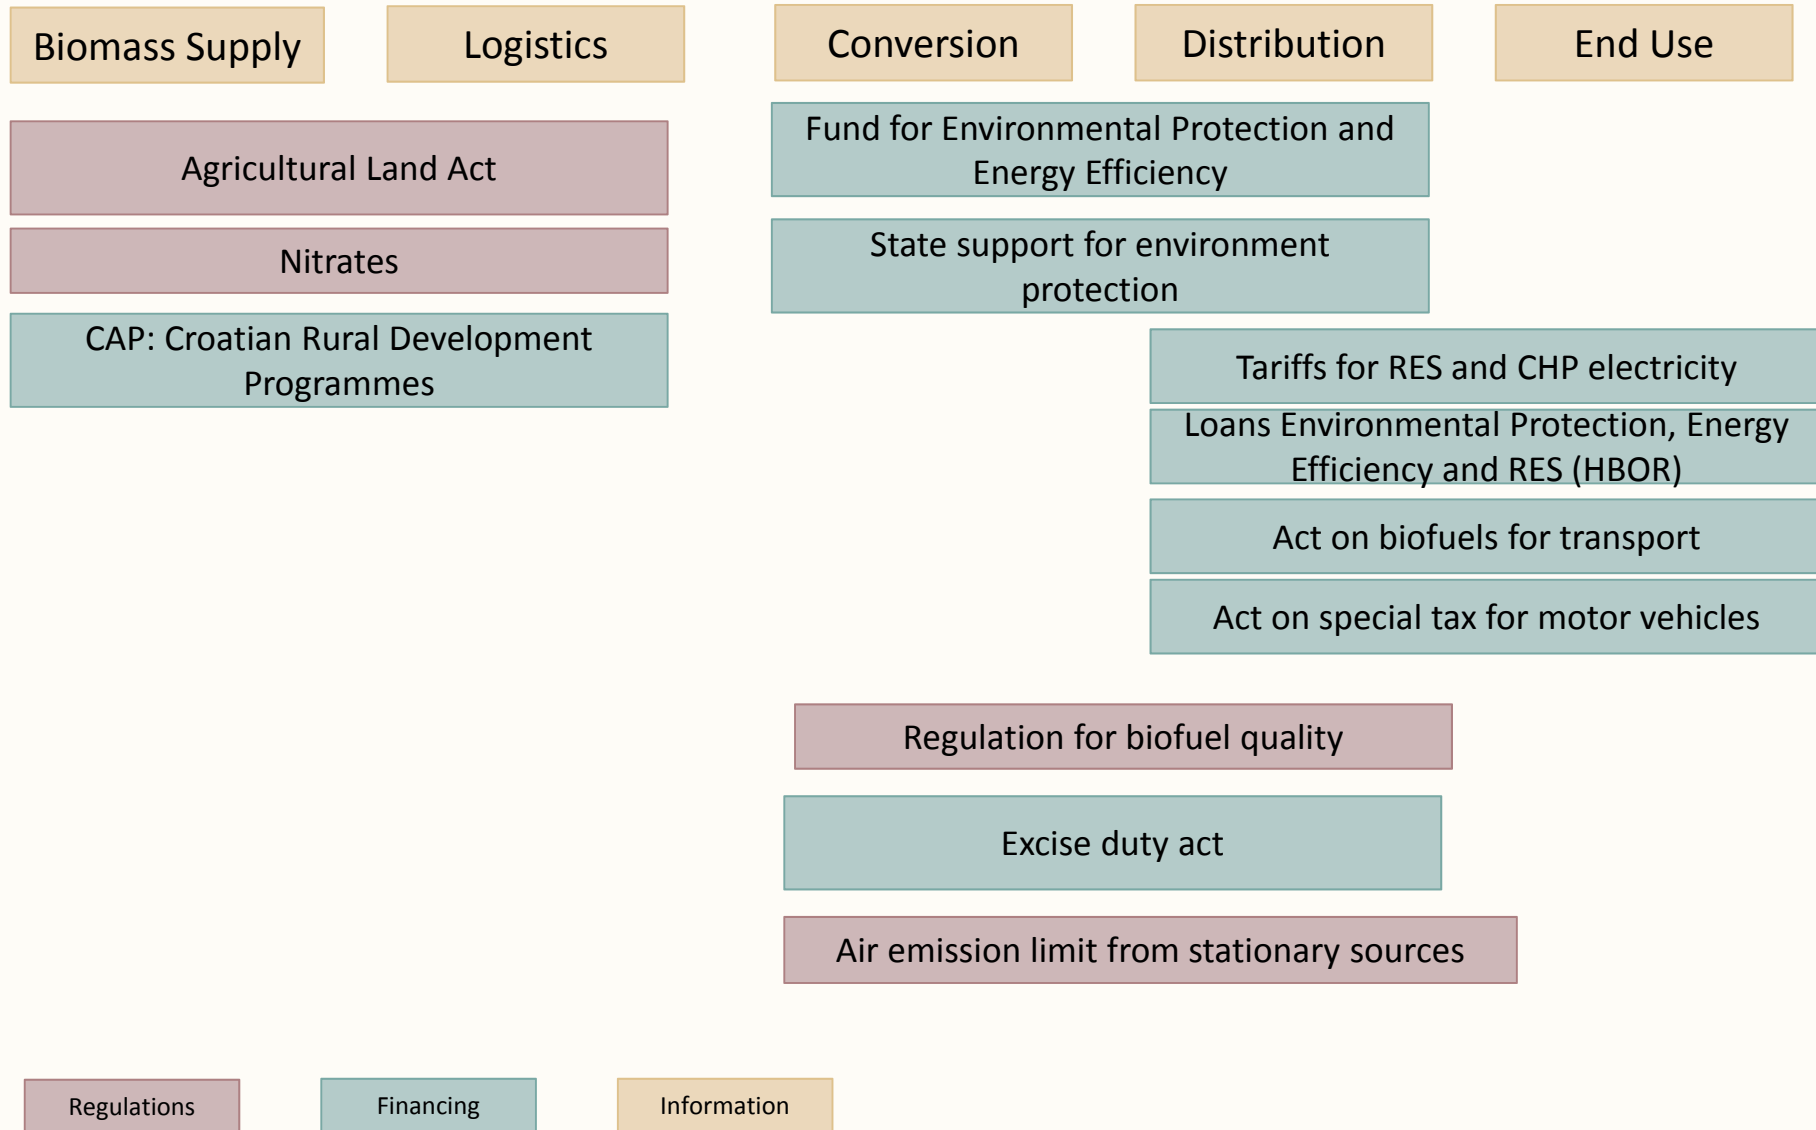 Biomass Supply
Logistics
Conversion
Distribution
End Use
Agricultural Land Act
Nitrates
CAP: Croatian Rural Development
Programmes
Fund for Environmental Protection and
Energy Efficiency
State support for environment
protection
Tariffs for RES and CHP electricity
Loans Environmental Protection, Energy
Efficiency and RES (HBOR)
Act on biofuels for transport
Act on special tax for motor vehicles
Regulation for biofuel quality
Excise duty act
Air emission limit from stationary sources
Regulations
Financing
Information